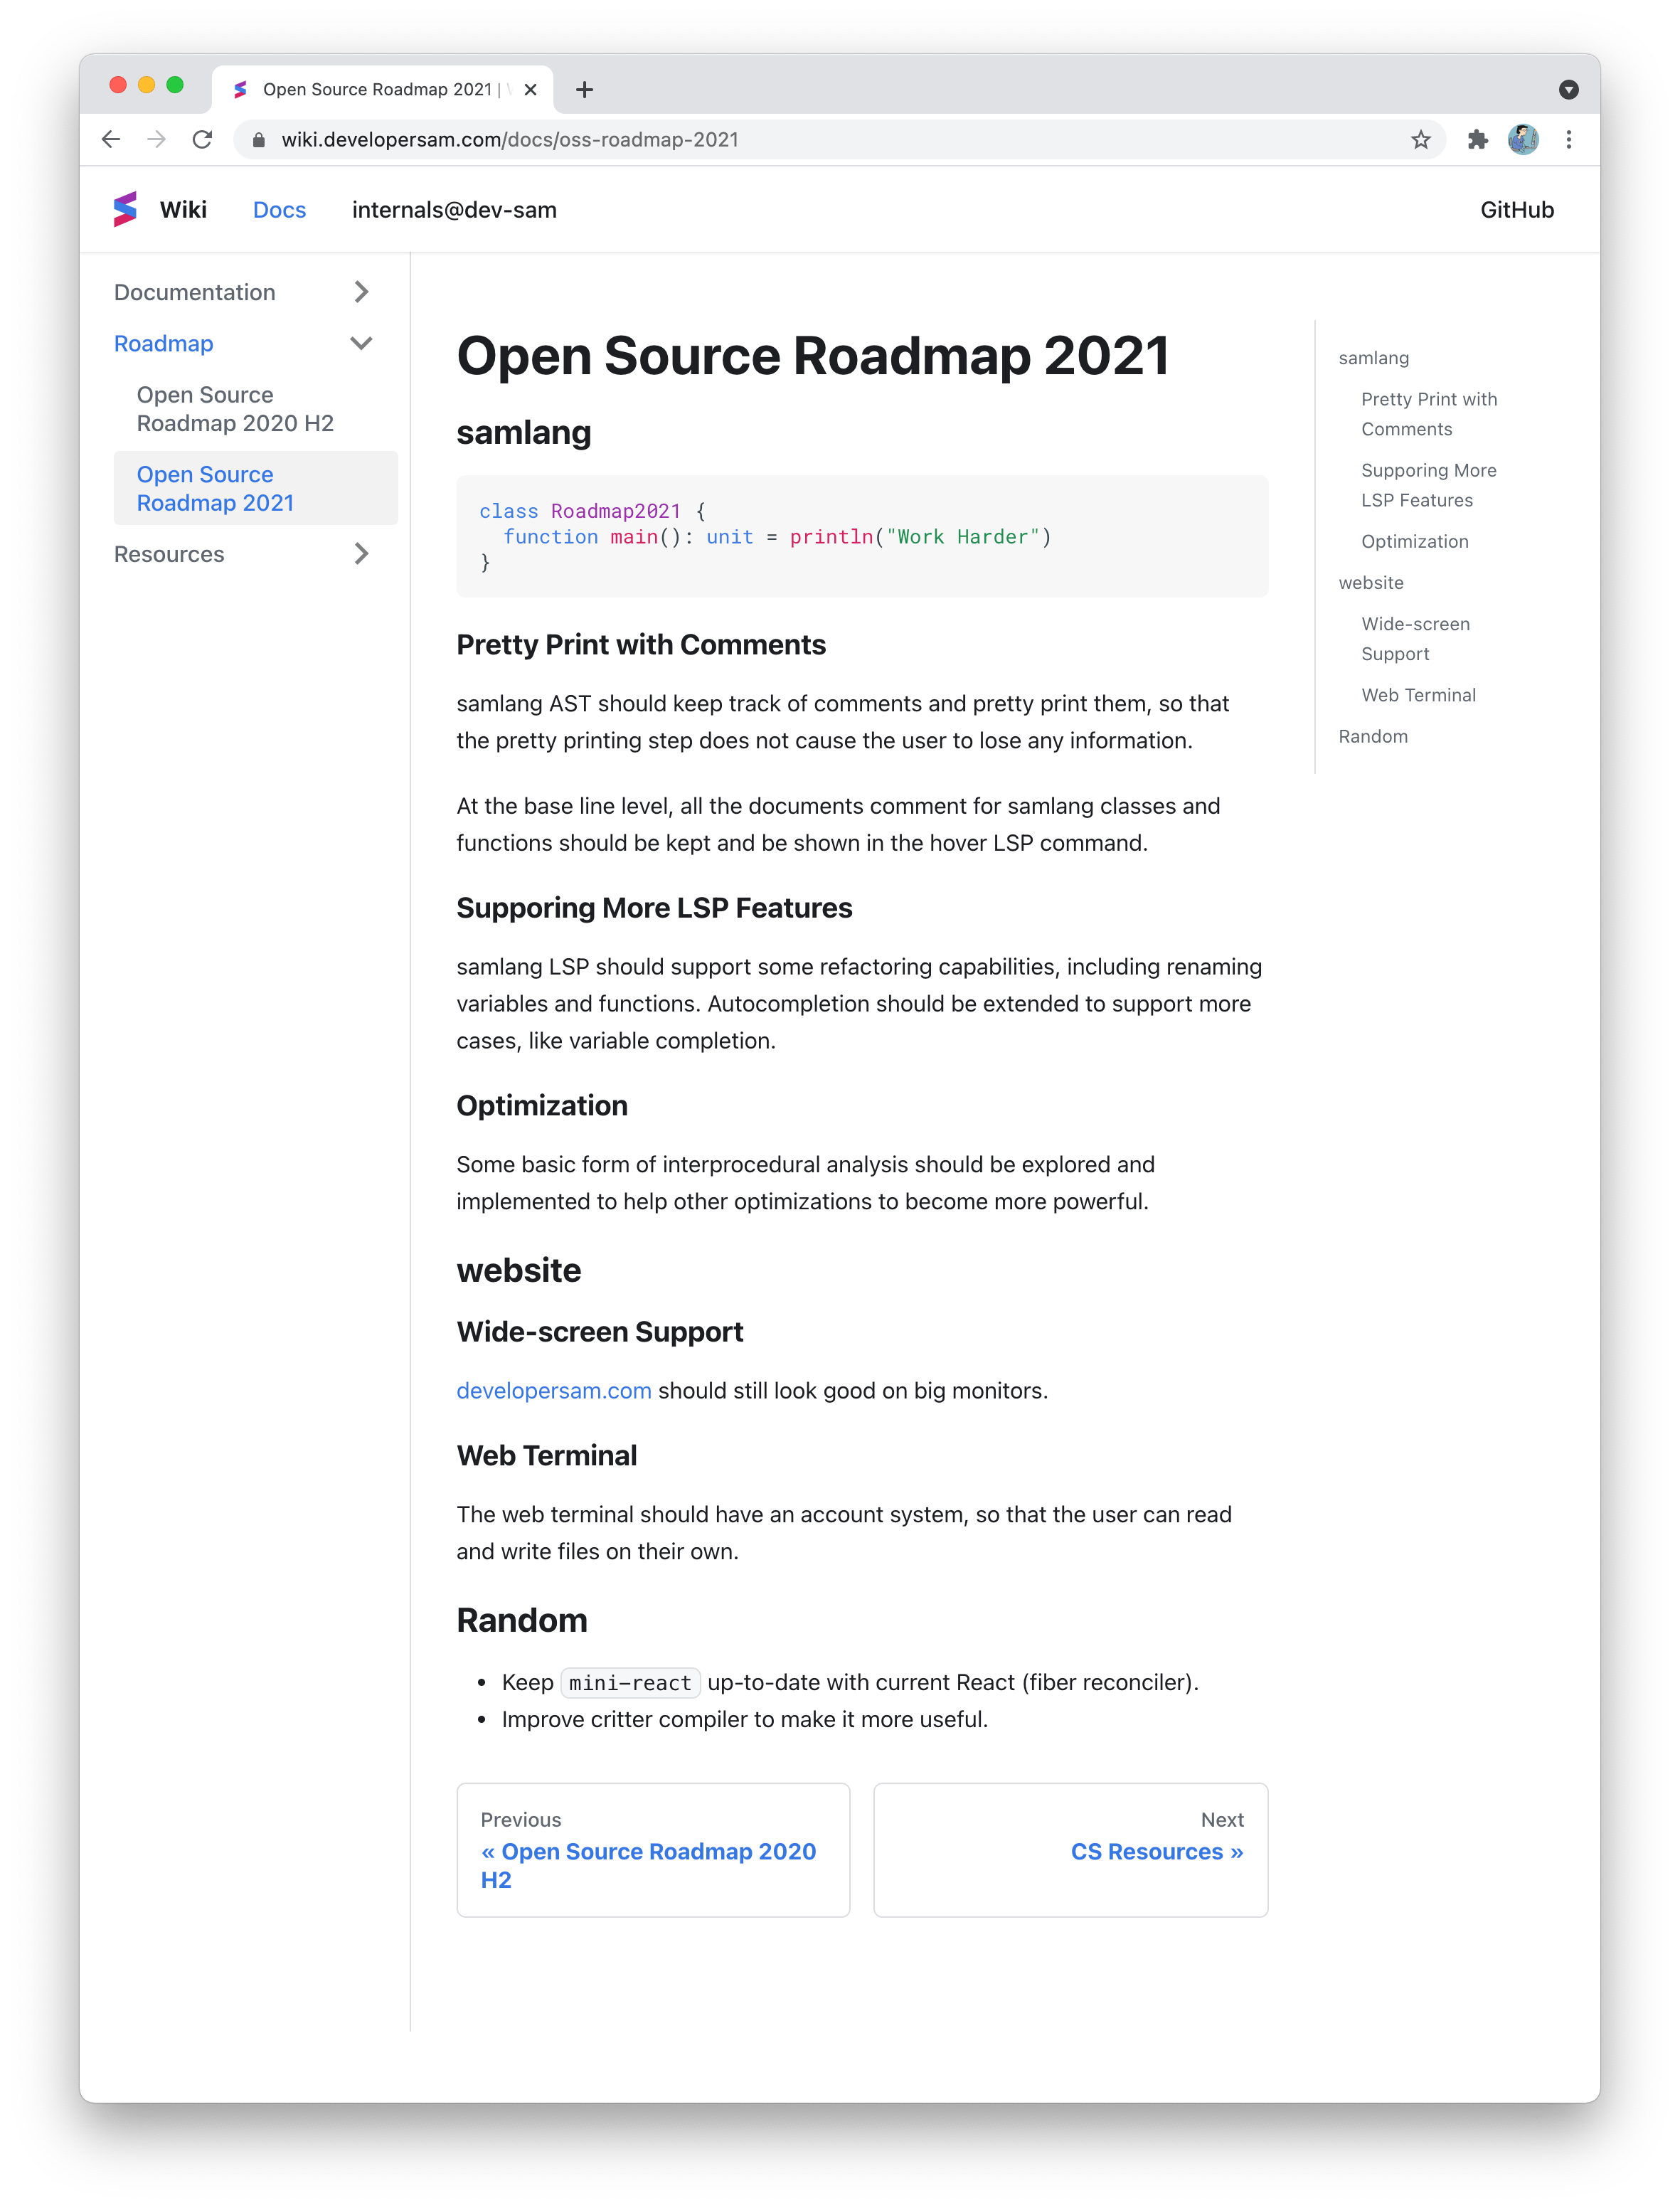 Open Source Roadmap 2021 |
wiki.developersam.com/docs/oss-roadmap-2021
Wiki Docs internals@dev-sam GitHub
Documentation
Roadmap
Open Source
Roadmap 2020 H2
Open Source
Roadmap 2021
Resources
Open Source Roadmap 2021
samlang
class Roadmap2021 {
  function main(): unit = println("Work Harder")
}
Pretty Print with Comments
samlang AST should keep track of comments and pretty print them, so that
the pretty printing step does not cause the user to lose any information.
At the base line level, all the documents comment for samlang classes and
functions should be kept and be shown in the hover LSP command.
Supporing More LSP Features
samlang LSP should support some refactoring capabilities, including renaming
variables and functions. Autocompletion should be extended to support more
cases, like variable completion.
Optimization
Some basic form of interprocedural analysis should be explored and
implemented to help other optimizations to become more powerful.
website
Wide-screen Support
developersam.com should still look good on big monitors.
Web Terminal
The web terminal should have an account system, so that the user can read
and write files on their own.
Random
• Keep mini-react up-to-date with current React (fiber reconciler).
• Improve critter compiler to make it more useful.
Previous
« Open Source Roadmap 2020
H2
Next
CS Resources »
samlang
Pretty Print with
Comments
Supporing More
LSP Features
Optimization
website
Wide-screen
Support
Web Terminal
Random